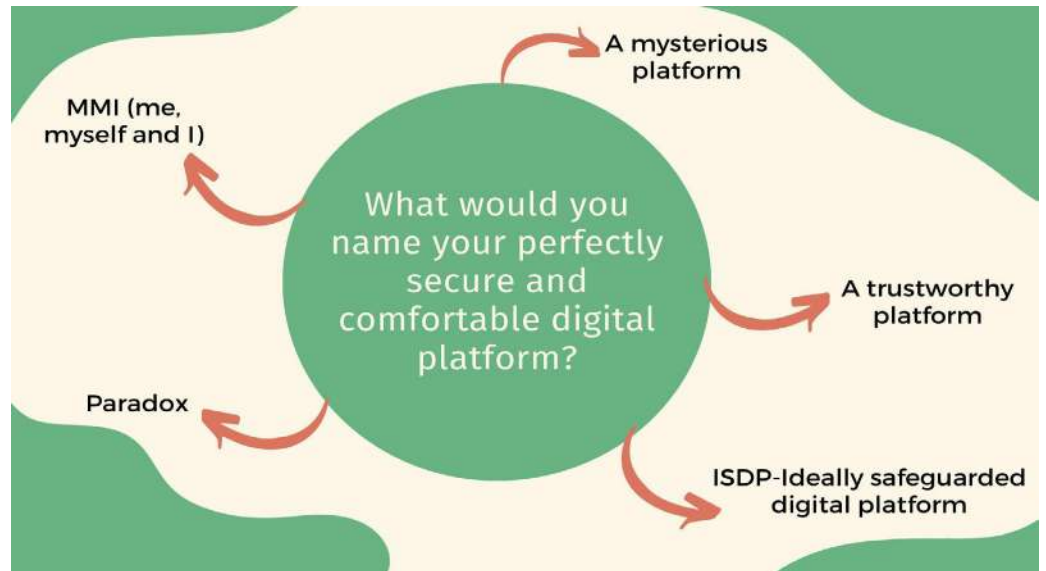 A mysterious
platform
MMI (me,
myself and I)
What would you
name your perfectly
secure and
comfortable digital
platform?
A trustworthy
platform
Paradox
ISDP-Ideally safeguarded
digital platform